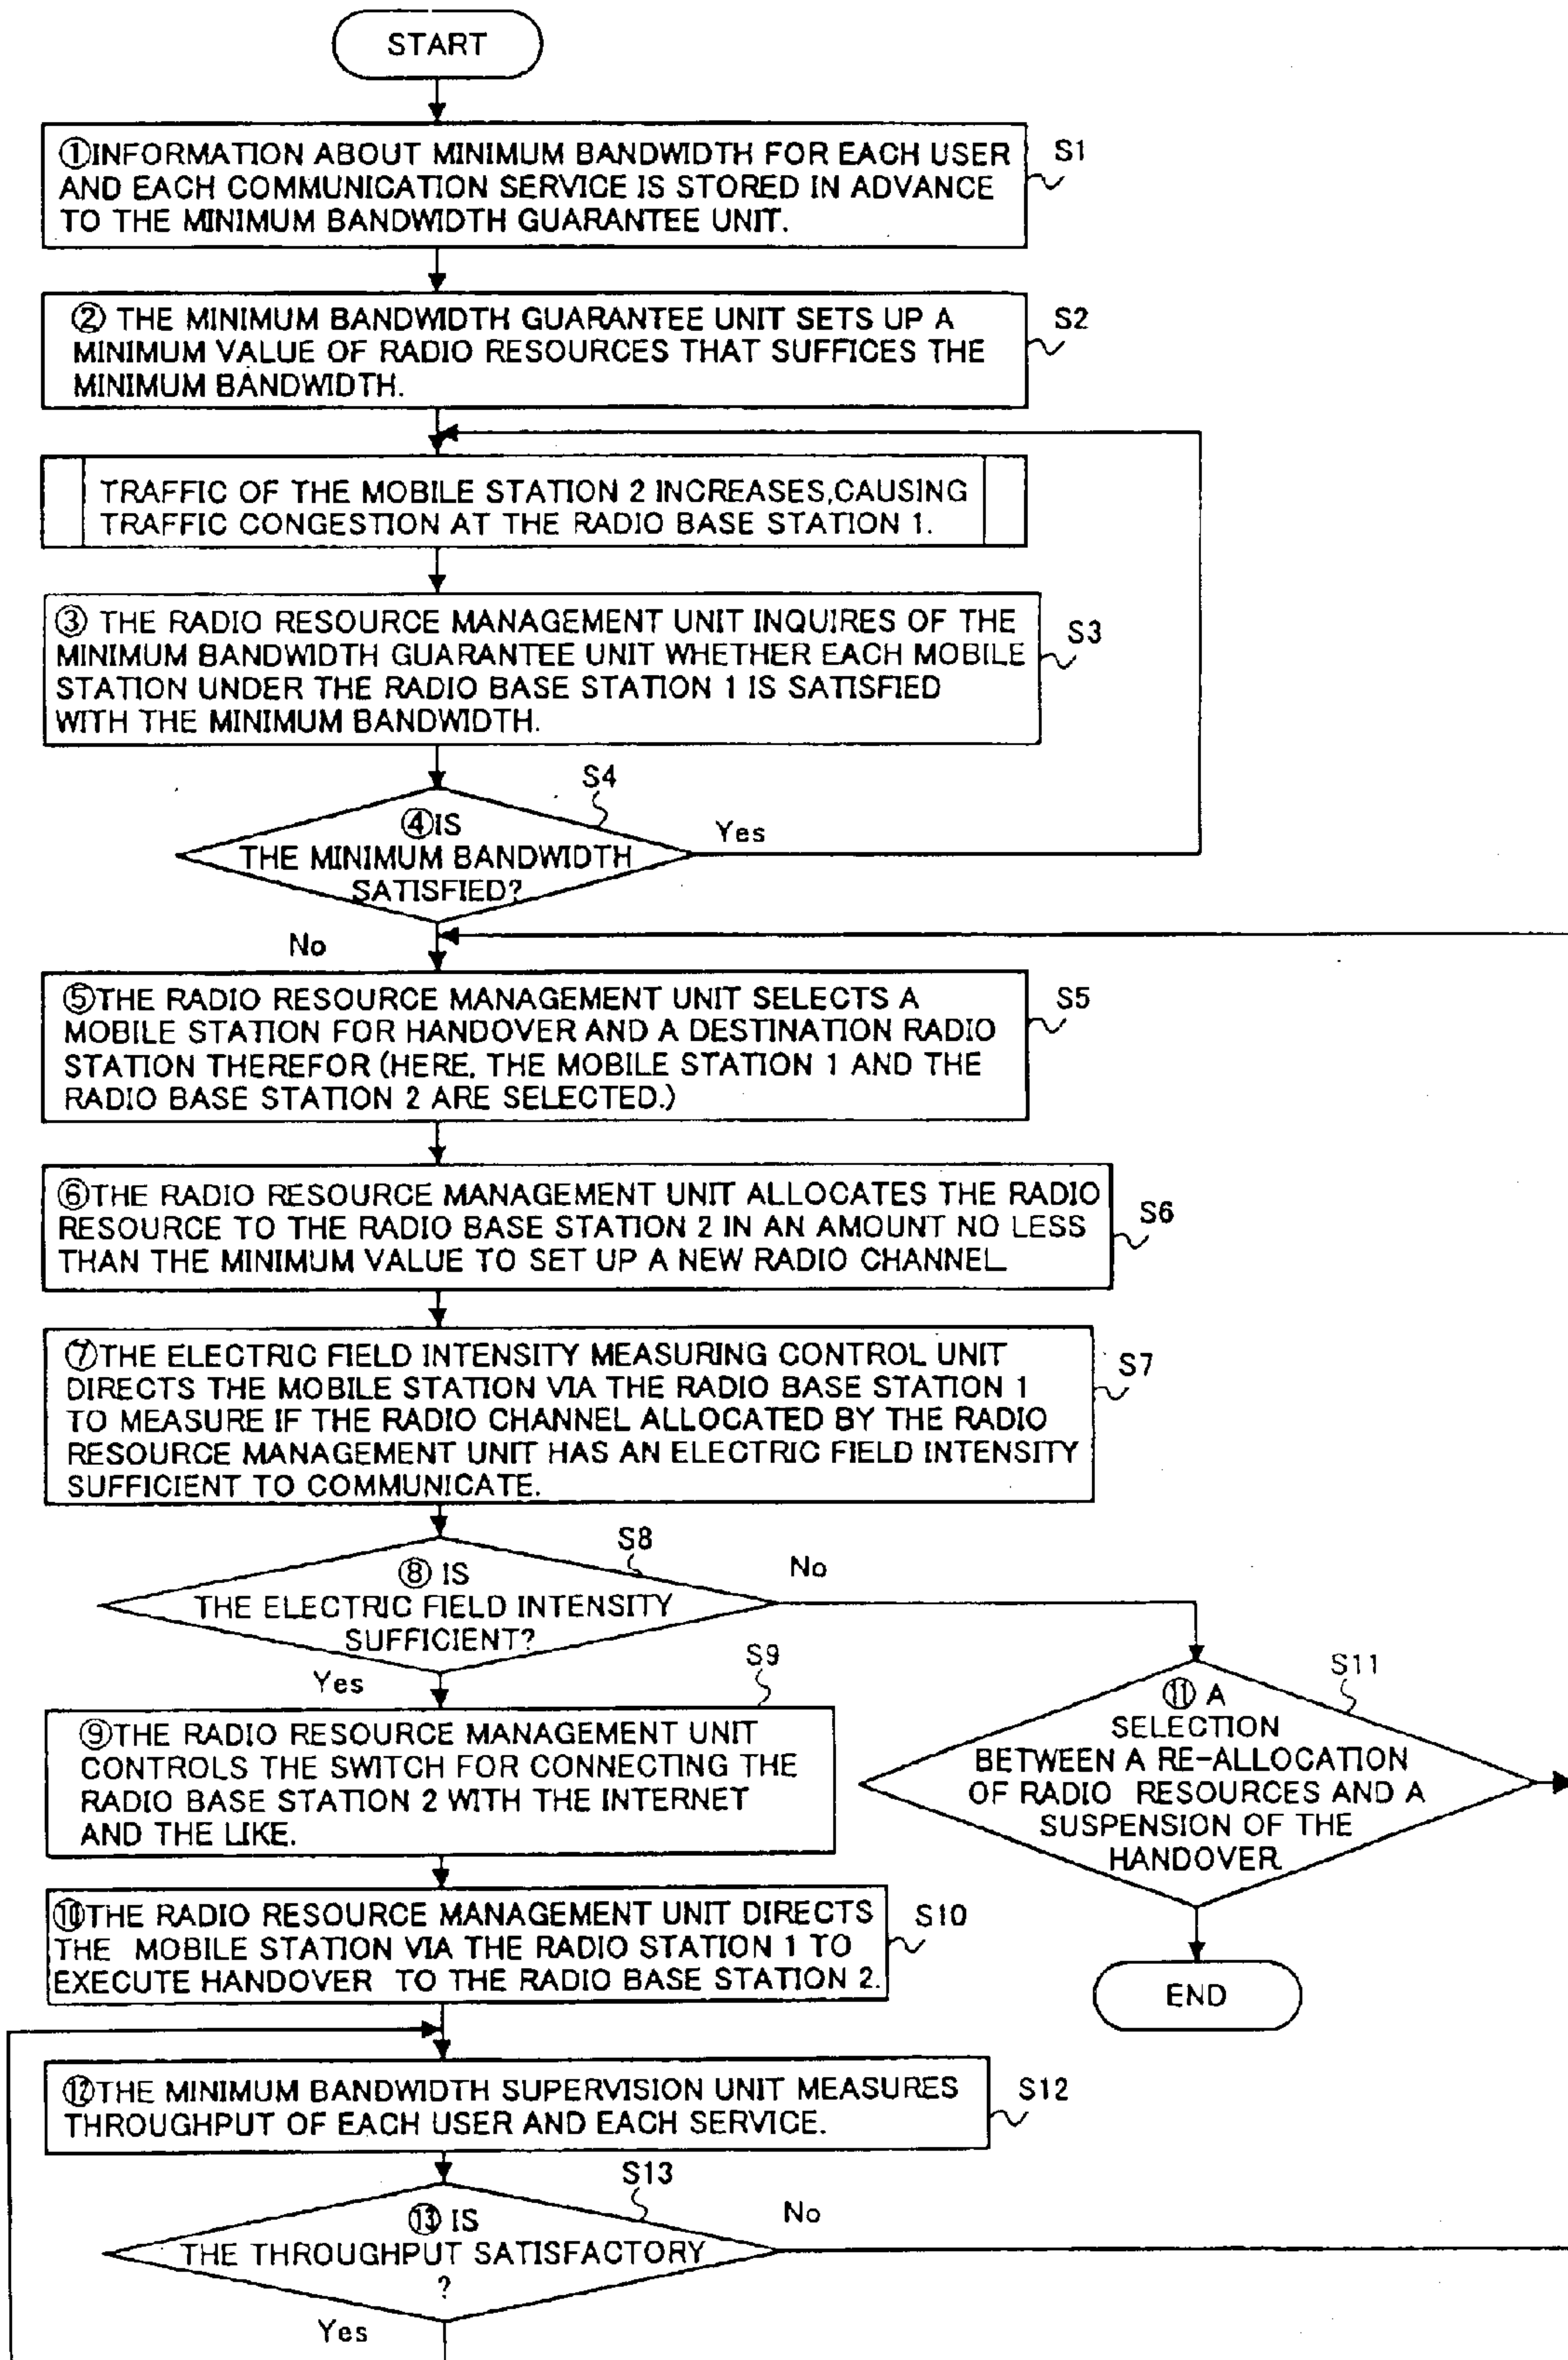 START
①INFORMATION ABOUT MINIMUM BANDWIDTH FOR EACH USER
AND EACH COMMUNICATION SERVICE IS STORED IN ADVANCE
TO THE MINIMUM BANDWIDTH GUARANTEE UNIT.
S1
② THE MINIMUM BANDWIDTH GUARANTEE UNIT SETS UP A
MINIMUM VALUE OF RADIO RESOURCES THAT SUFFICES THE
MINIMUM BANDWIDTH.
S2
TRAFFIC OF THE MOBILE STATION 2 INCREASES,CAUSING
TRAFFIC CONGESTION AT THE RADIO BASE STATION 1.
③ THE RADIO RESOURCE MANAGEMENT UNIT INQUIRES OF THE
MINIMUM BANDWIDTH GUARANTEE UNIT WHETHER EACH MOBILE
STATION UNDER THE RADIO BASE STATION 1 IS SATISFIED
WITH THE MINIMUM BANDWIDTH.
S3
S4
④IS
THE MINIMUM BANDWIDTH
SATISFIED?
Yes
No
⑤THE RADIO RESOURCE MANAGEMENT UNIT SELECTS A
MOBILE STATION FOR HANDOVER AND A DESTINATION RADIO
STATION THEREFOR (HERE, THE MOBILE STATION 1 AND THE
RADIO BASE STATION 2 ARE SELECTED.)
S5
⑥THE RADIO RESOURCE MANAGEMENT UNIT ALLOCATES THE RADIO
RESOURCE TO THE RADIO BASE STATION 2 IN AN AMOUNT NO LESS
THAN THE MINIMUM VALUE TO SET UP A NEW RADIO CHANNEL
S6
⑦THE ELECTRIC FIELD INTENSITY MEASURING CONTROL UNIT
DIRECTS THE MOBILE STATION VIA THE RADIO BASE STATION 1
TO MEASURE IF THE RADIO CHANNEL ALLOCATED BY THE RADIO
RESOURCE MANAGEMENT UNIT HAS AN ELECTRIC FIELD INTENSITY
SUFFICIENT TO COMMUNICATE.
S7
S8
⑧ IS
THE ELECTRIC FIELD INTENSITY
SUFFICIENT?
No
Yes
S9
⑨THE RADIO RESOURCE MANAGEMENT UNIT
CONTROLS THE SWITCH FOR CONNECTING THE
RADIO BASE STATION 2 WITH THE INTERNET
AND THE LIKE.
S11
⑪ A
SELECTION
BETWEEN A RE-ALLOCATION
OF RADIO RESOURCES AND A
SUSPENSION OF THE
HANDOVER
⑩THE RADIO RESOURCE MANAGEMENT UNIT DIRECTS
THE MOBILE STATION VIA THE RADIO STATION 1 TO
EXECUTE HANDOVER TO THE RADIO BASE STATION 2.
S10
END
⑫THE MINIMUM BANDWIDTH SUPERVISION UNIT MEASURES
THROUGHPUT OF EACH USER AND EACH SERVICE.
S12
S13
⑬ IS
THE THROUGHPUT SATISFACTORY
?
No
Yes